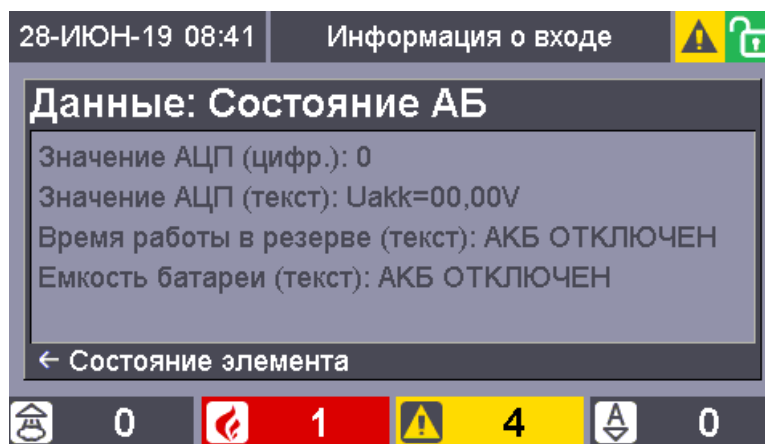 28-ИЮН-19 08:41
Информация о входе
Данные: Состояние АБ
Значение АЦП (цифр.): 0
Значение АЦП (текст): Uakk=00,00V
Время работы в резерве (текст): АКБ ОТКЛЮЧЕН
Емкость батареи (текст): АКБ ОТКЛЮЧЕН
← Состояние элемента
0 1 4 A 0